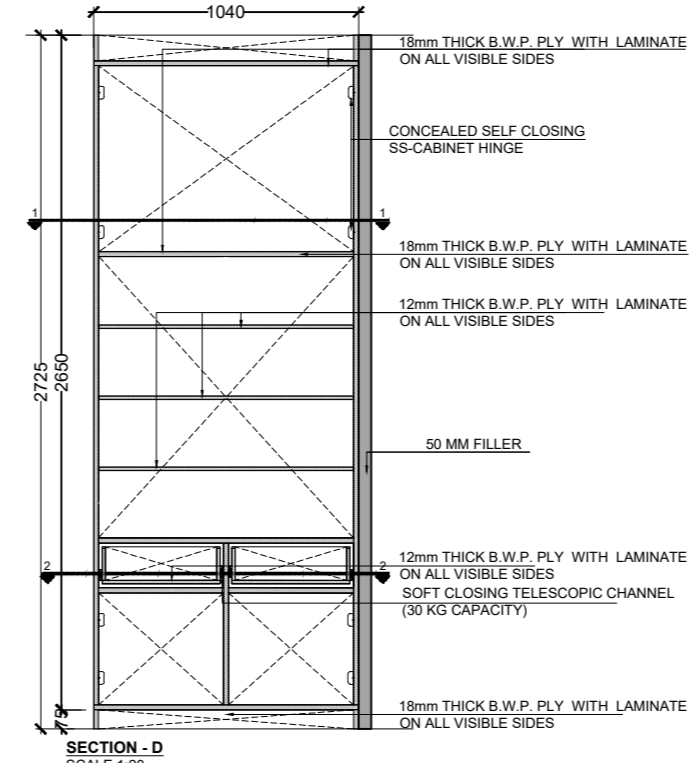 1040
18mm THICK B.W.P. PLY WITH LAMINATE
ON ALL VISIBLE SIDES
CONCEALED SELF CLOSING
SS-CABINET HINGE
1
1
18mm THICK B.W.P. PLY WITH LAMINATE
ON ALL VISIBLE SIDES
12mm THICK B.W.P. PLY WITH LAMINATE
ON ALL VISIBLE SIDES
2725
2650
50 MM FILLER
12mm THICK B.W.P. PLY WITH LAMINATE
2
2
ON ALL VISIBLE SIDES
SOFT CLOSING TELESCOPIC CHANNEL
(30 KG CAPACITY)
75
18mm THICK B.W.P. PLY WITH LAMINATE
ON ALL VISIBLE SIDES
SECTION - D
SCALE